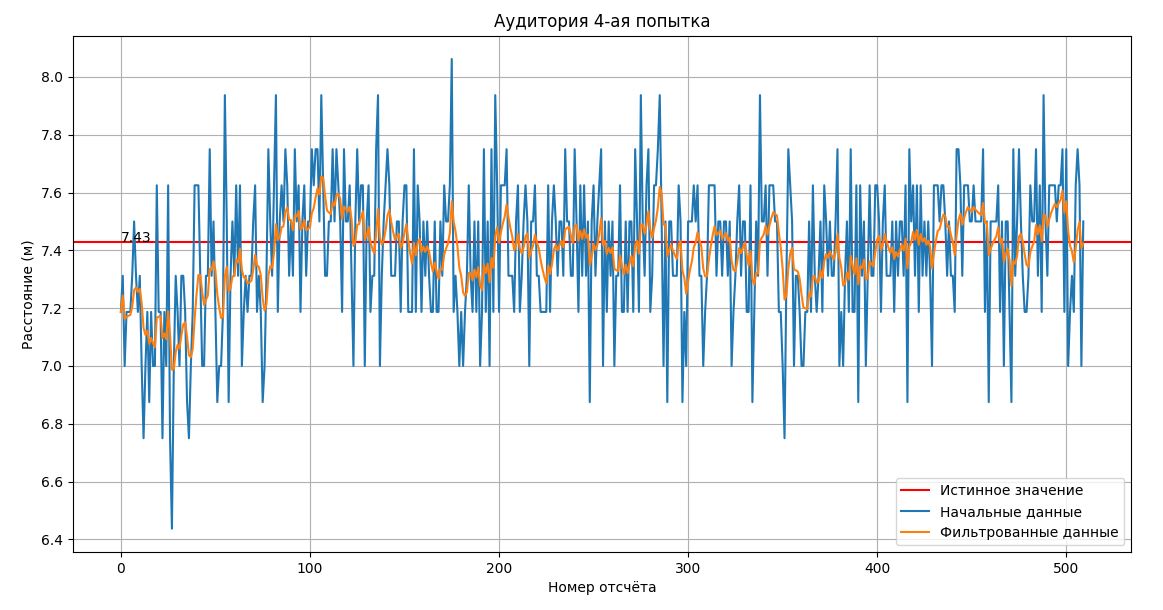 Аудитория 4-ая попытка
8.0
7.8
7.6
7.4
7.2
7.0
6.8
6.6
6.4
Расстояние (м)
7.43
0 100 200 300 400 500
Номер отсчёта
Истинное значение
Начальные данные
Фильтрованные данные